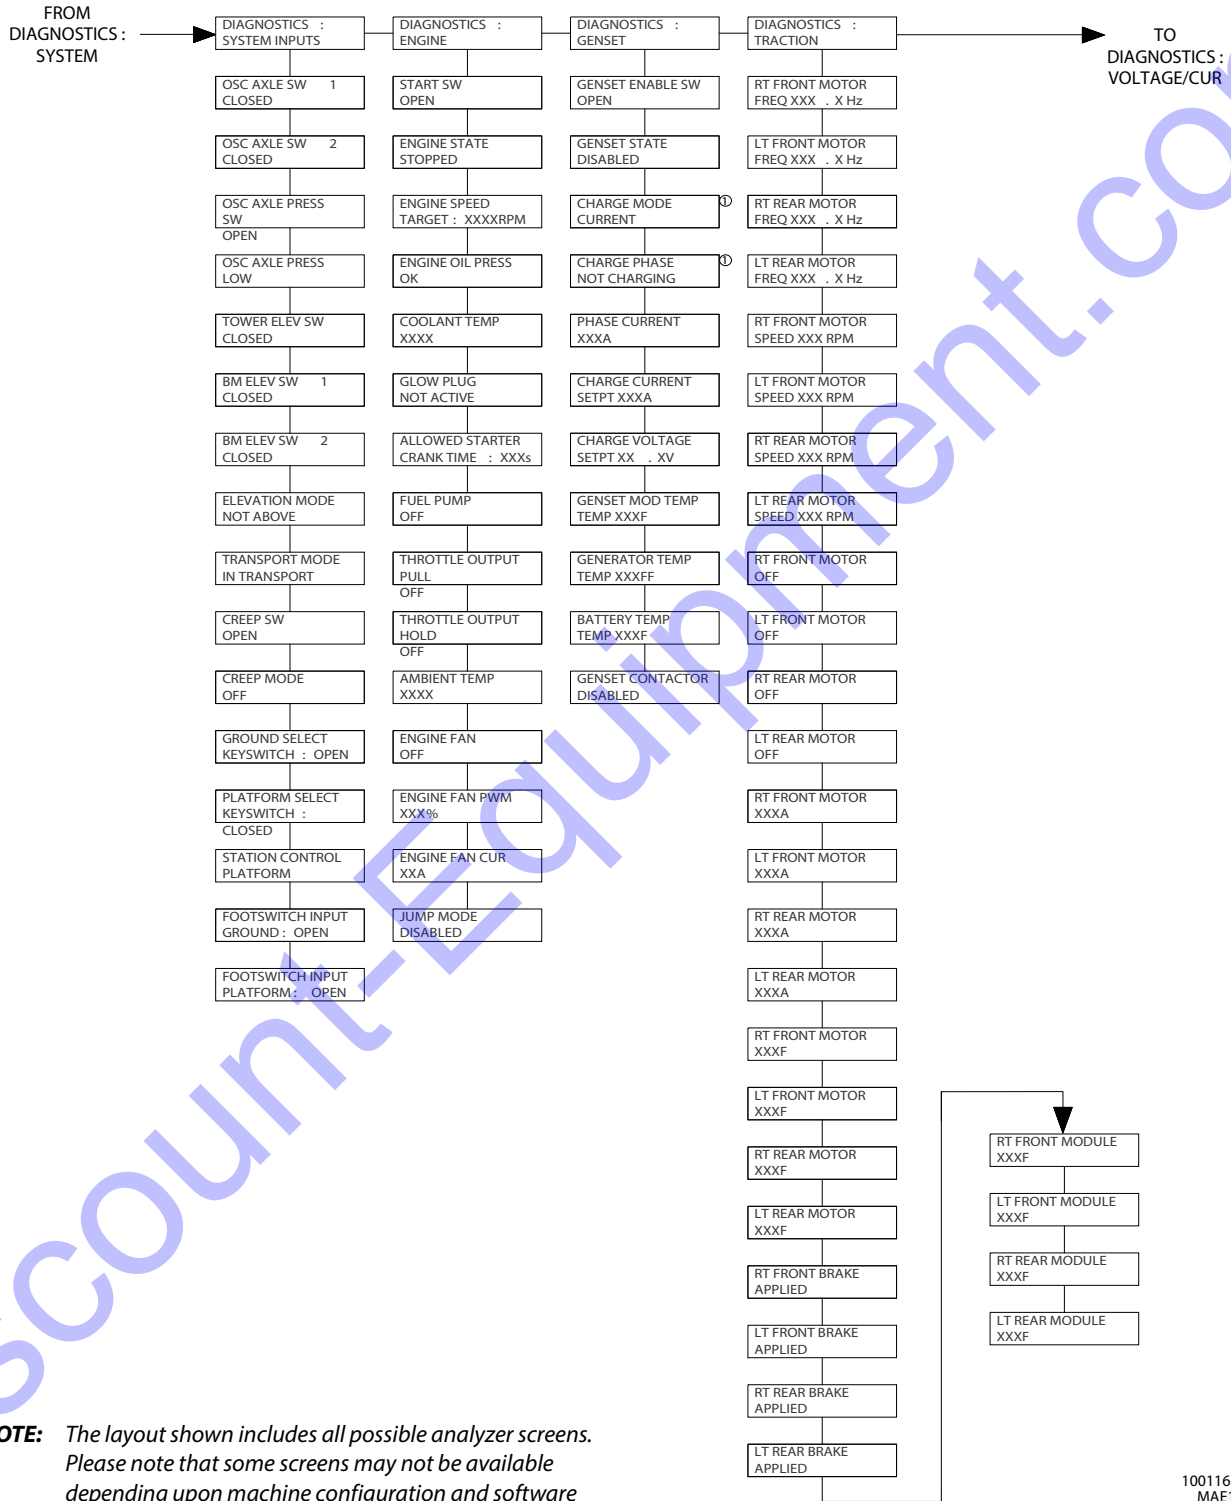 FROM
DIAGNOSTICS :
SYSTEM
DIAGNOSTICS :
SYSTEM INPUTS
OSC AXLE SW 1
CLOSED
OSC AXLE SW 2
CLOSED
OSC AXLE PRESS
SW
OPEN
OSC AXLE PRESS
LOW
TOWER ELEV SW
CLOSED
BM ELEV SW 1
CLOSED
BM ELEV SW 2
CLOSED
ELEVATION MODE
NOT ABOVE
TRANSPORT MODE
IN TRANSPORT
CREEP SW
OPEN
CREEP MODE
OFF
GROUND SELECT
KEYSWITCH : OPEN
PLATFORM SELECT
KEYSWITCH :
CLOSED
STATION CONTROL
PLATFORM
FOOTSWITCH INPUT
GROUND : OPEN
FOOTSWITCH INPUT
PLATFORM : OPEN
DIAGNOSTICS :
ENGINE
START SW
OPEN
ENGINE STATE
STOPPED
ENGINE SPEED
TARGET : XXXXRPM
ENGINE OIL PRESS
OK
COOLANT TEMP
XXXX
GLOW PLUG
NOT ACTIVE
ALLOWED STARTER
CRANK TIME : XXXs
FUEL PUMP
OFF
THROTTLE OUTPUT
PULL
OFF
THROTTLE OUTPUT
HOLD
OFF
AMBIENT TEMP
XXXX
ENGINE FAN
OFF
ENGINE FAN PWM
XXX%
ENGINE FAN CUR
XXA
JUMP MODE
DISABLED
DIAGNOSTICS :
GENSET
GENSET ENABLE SW
OPEN
GENSET STATE
DISABLED
CHARGE MODE
CURRENT
①
CHARGE PHASE
NOT CHARGING
①
PHASE CURRENT
XXXA
CHARGE CURRENT
SETPT XXXA
CHARGE VOLTAGE
SETPT XX . XV
GENSET MOD TEMP
TEMP XXXF
GENERATOR TEMP
TEMP XXXFF
BATTERY TEMP
TEMP XXXF
GENSET CONTACTOR
DISABLED
DIAGNOSTICS :
TRACTION
RT FRONT MOTOR
FREQ XXX . X Hz
LT FRONT MOTOR
FREQ XXX . X Hz
RT REAR MOTOR
FREQ XXX . X Hz
LT REAR MOTOR
FREQ XXX . X Hz
RT FRONT MOTOR
SPEED XXX RPM
LT FRONT MOTOR
SPEED XXX RPM
RT REAR MOTOR
SPEED XXX RPM
LT REAR MOTOR
SPEED XXX RPM
RT FRONT MOTOR
OFF
LT FRONT MOTOR
OFF
RT REAR MOTOR
OFF
LT REAR MOTOR
OFF
RT FRONT MOTOR
XXXA
LT FRONT MOTOR
XXXA
RT REAR MOTOR
XXXA
LT REAR MOTOR
XXXA
RT FRONT MOTOR
XXXF
LT FRONT MOTOR
XXXF
RT REAR MOTOR
XXXF
LT REAR MOTOR
XXXF
RT FRONT BRAKE
APPLIED
LT FRONT BRAKE
APPLIED
RT REAR BRAKE
APPLIED
LT REAR BRAKE
APPLIED
RT FRONT MODULE
XXXF
LT FRONT MODULE
XXXF
RT REAR MODULE
XXXF
LT REAR MODULE
XXXF
TO
DIAGNOSTICS :
VOLTAGE/CUR
OTE: The layout shown includes all possible analyzer screens.
Please note that some screens may not be available
depending upon machine configuration and software
100116
MAE
scount-Equipment.co